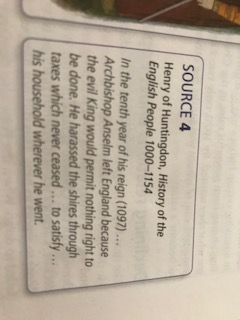 SOURCE 4
Henry of Huntingdon, History of the
English People 1000–1154
In the tenth year of his reign (1097) ...
Archbishop Anselm left England because
the evil King would permit nothing right to
be done. He harassed the shires through
taxes which never ceased ... to satisfy ...
his household wherever he went.